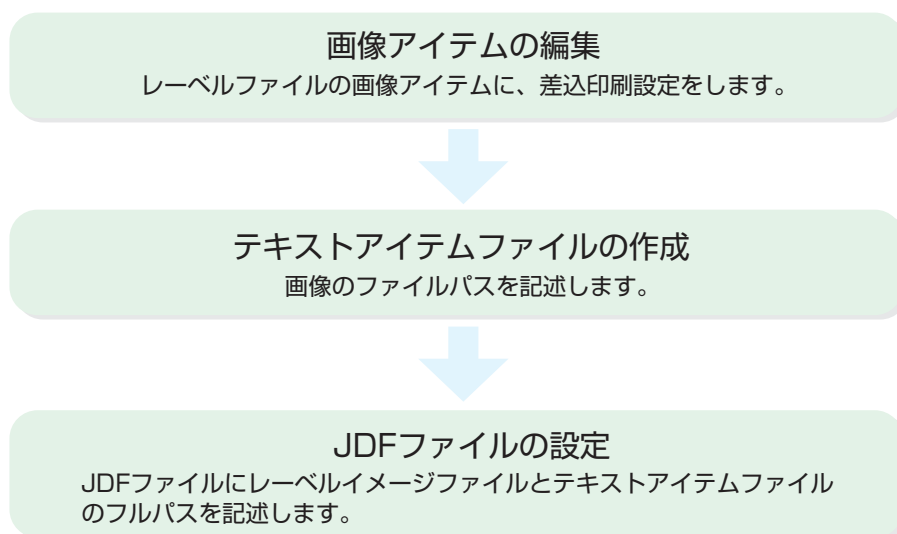 画像アイテムの編集
レーベルファイルの画像アイテムに、差込印刷設定をします。
テキストアイテムファイルの作成
画像のファイルパスを記述します。
JDFファイルの設定
JDFファイルにレーベルイメージファイルとテキストアイテムファイル
のフルパスを記述します。